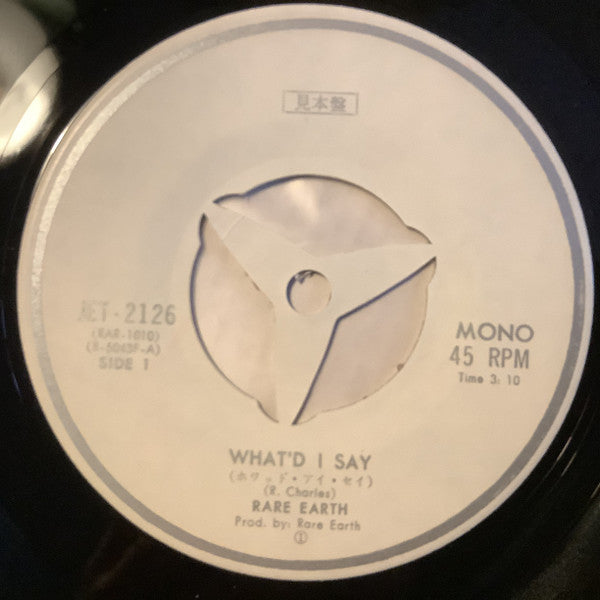 見本盤
JET-2126
(RAR-1010)
SIDE 1
MONO
45 RPM
Time 3: 10
WHAT'D I SAY
(ホワッド・アイ・セイ)
(R. Charles)
RARE EARTH
Prod. by: Rare Earth
①